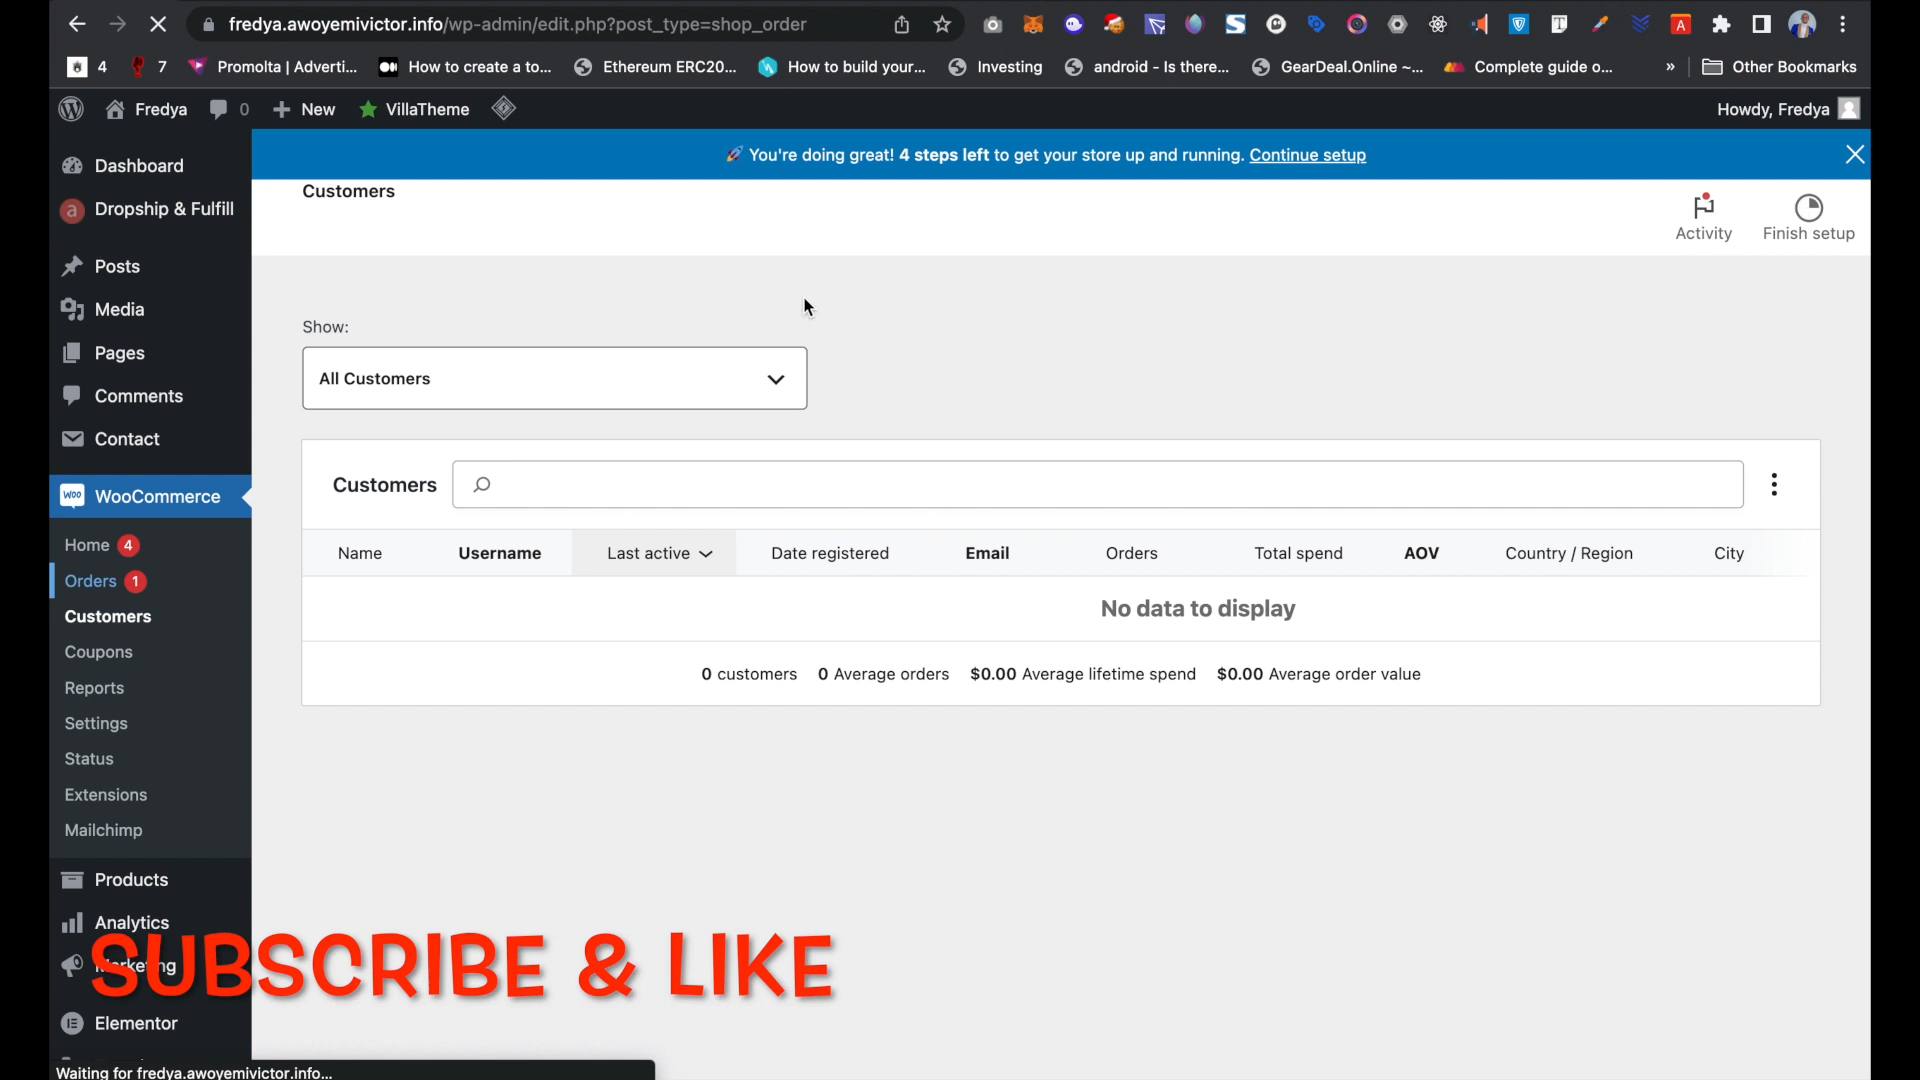 fredya.awoyemivictor.info/wp-admin/edit.php?post_type=shop_order
4
7
Promolta | Adverti...
How to create a to...
Ethereum ERC20...
How to build your...
Investing
android - Is there...
GearDeal.Online ~...
Complete guide o...
»
Other Bookmarks
Fredya
0
New
VillaTheme
Howdy, Fredya
🚀 You're doing great! 4 steps left to get your store up and running. Continue setup
Dashboard
Dropship & Fulfill
Posts
Media
Pages
Comments
Contact
WooCommerce
Home 4
Orders 1
Customers
Coupons
Reports
Settings
Status
Extensions
Mailchimp
Products
Analytics
Marketing
Elementor
Customers
Activity
Finish setup
Show:
All Customers
Customers
Name Username Last active Date registered Email Orders Total spend AOV Country / Region City
No data to display
0 customers 0 Average orders $0.00 Average lifetime spend $0.00 Average order value
SUBSCRIBE & LIKE
Waiting for fredya.awoyemivictor.info...